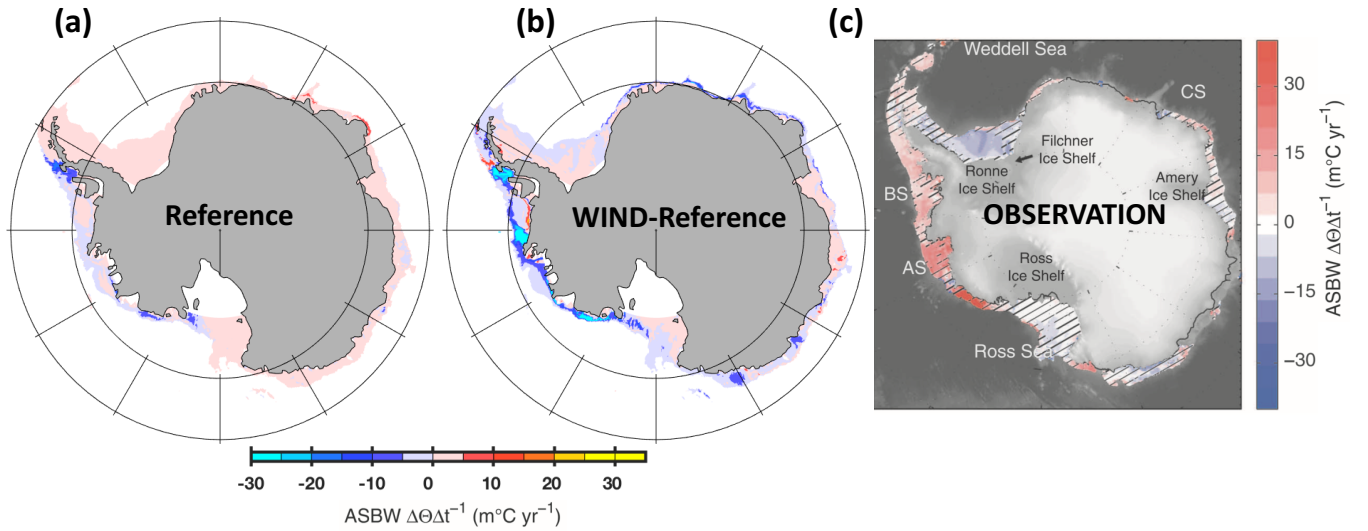 (a)
(b)
(c)
Reference
WIND-Reference
OBSERVATION
Weddell Sea
CS
Filchner
Ice Shelf
Ronne
Ice Shelf
Amery
Ice Shelf
BS
AS
Ross
Ice Shelf
Ross Sea
30
15
0
−15
−30
ASBW ΔΘΔt⁻¹ (m°C yr⁻¹)
-30 -20 -10 0 10 20 30
ASBW ΔΘΔt⁻¹ (m°C yr⁻¹)